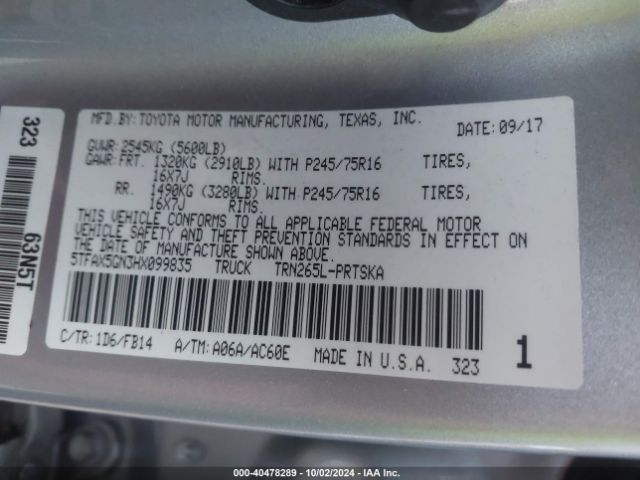 MFD.BY: TOYOTA MOTOR MANUFACTURING, TEXAS, INC.
DATE: 09/17
GVWR: 2545KG (5600LB)
GAWR: FRT. 1320KG (2910LB) WITH P245/75R16 TIRES,
16X7J RIMS.
RR. 1490KG (3280LB) WITH P245/75R16 TIRES,
16X7J RIMS.
THIS VEHICLE CONFORMS TO ALL APPLICABLE FEDERAL MOTOR
VEHICLE SAFETY AND THEFT PREVENTION STANDARDS IN EFFECT ON
THE DATE OF MANUFACTURE SHOWN ABOVE.
5TFAX5GN3HX099835 TRUCK TRN265L-PRTSKA
C/TR: 1D6/FB14 A/TM: A06A/AC60E MADE IN U.S.A. 323
1
323 63N5T
000-40478289 - 10/02/2024 - IAA Inc.